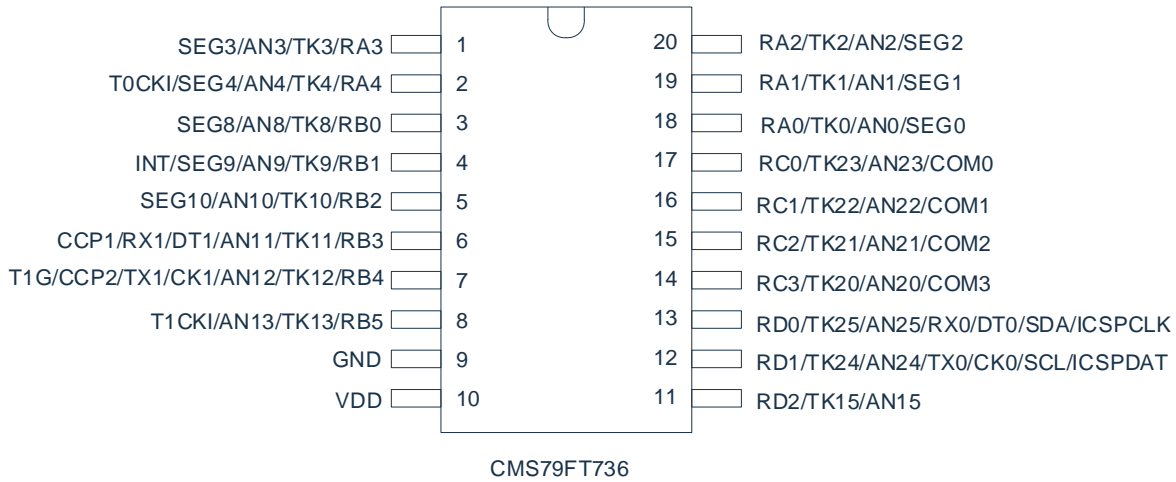 SEG3/AN3/TK3/RA3 1 20 RA2/TK2/AN2/SEG2
T0CKI/SEG4/AN4/TK4/RA4 2 19 RA1/TK1/AN1/SEG1
SEG8/AN8/TK8/RB0 3 18 RA0/TK0/AN0/SEG0
INT/SEG9/AN9/TK9/RB1 4 17 RC0/TK23/AN23/COM0
SEG10/AN10/TK10/RB2 5 16 RC1/TK22/AN22/COM1
CCP1/RX1/DT1/AN11/TK11/RB3 6 15 RC2/TK21/AN21/COM2
T1G/CCP2/TX1/CK1/AN12/TK12/RB4 7 14 RC3/TK20/AN20/COM3
T1CKI/AN13/TK13/RB5 8 13 RD0/TK25/AN25/RX0/DT0/SDA/ICSPCLK
GND 9 12 RD1/TK24/AN24/TX0/CK0/SCL/ICSPDAT
VDD 10 11 RD2/TK15/AN15
CMS79FT736